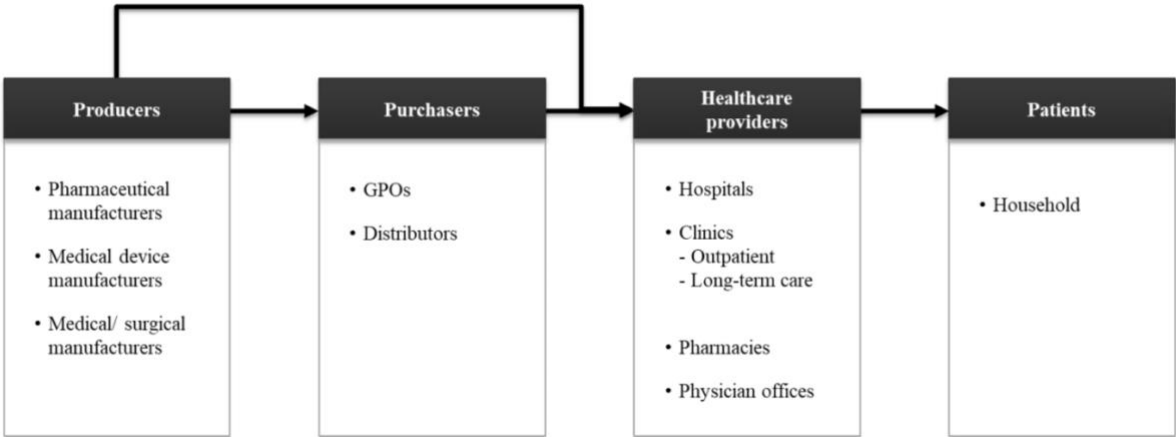 Producers
• Pharmaceutical
manufacturers
• Medical device
manufacturers
• Medical/ surgical
manufacturers
Purchasers
• GPOs
• Distributors
Healthcare
providers
• Hospitals
• Clinics
- Outpatient
- Long-term care
• Pharmacies
• Physician offices
Patients
• Household